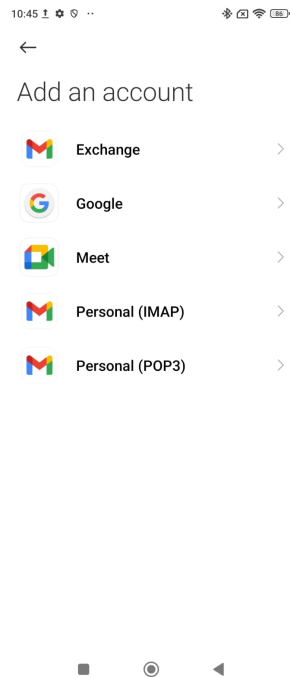 10:45
86
Add an account
Exchange
Google
Meet
Personal (IMAP)
Personal (POP3)